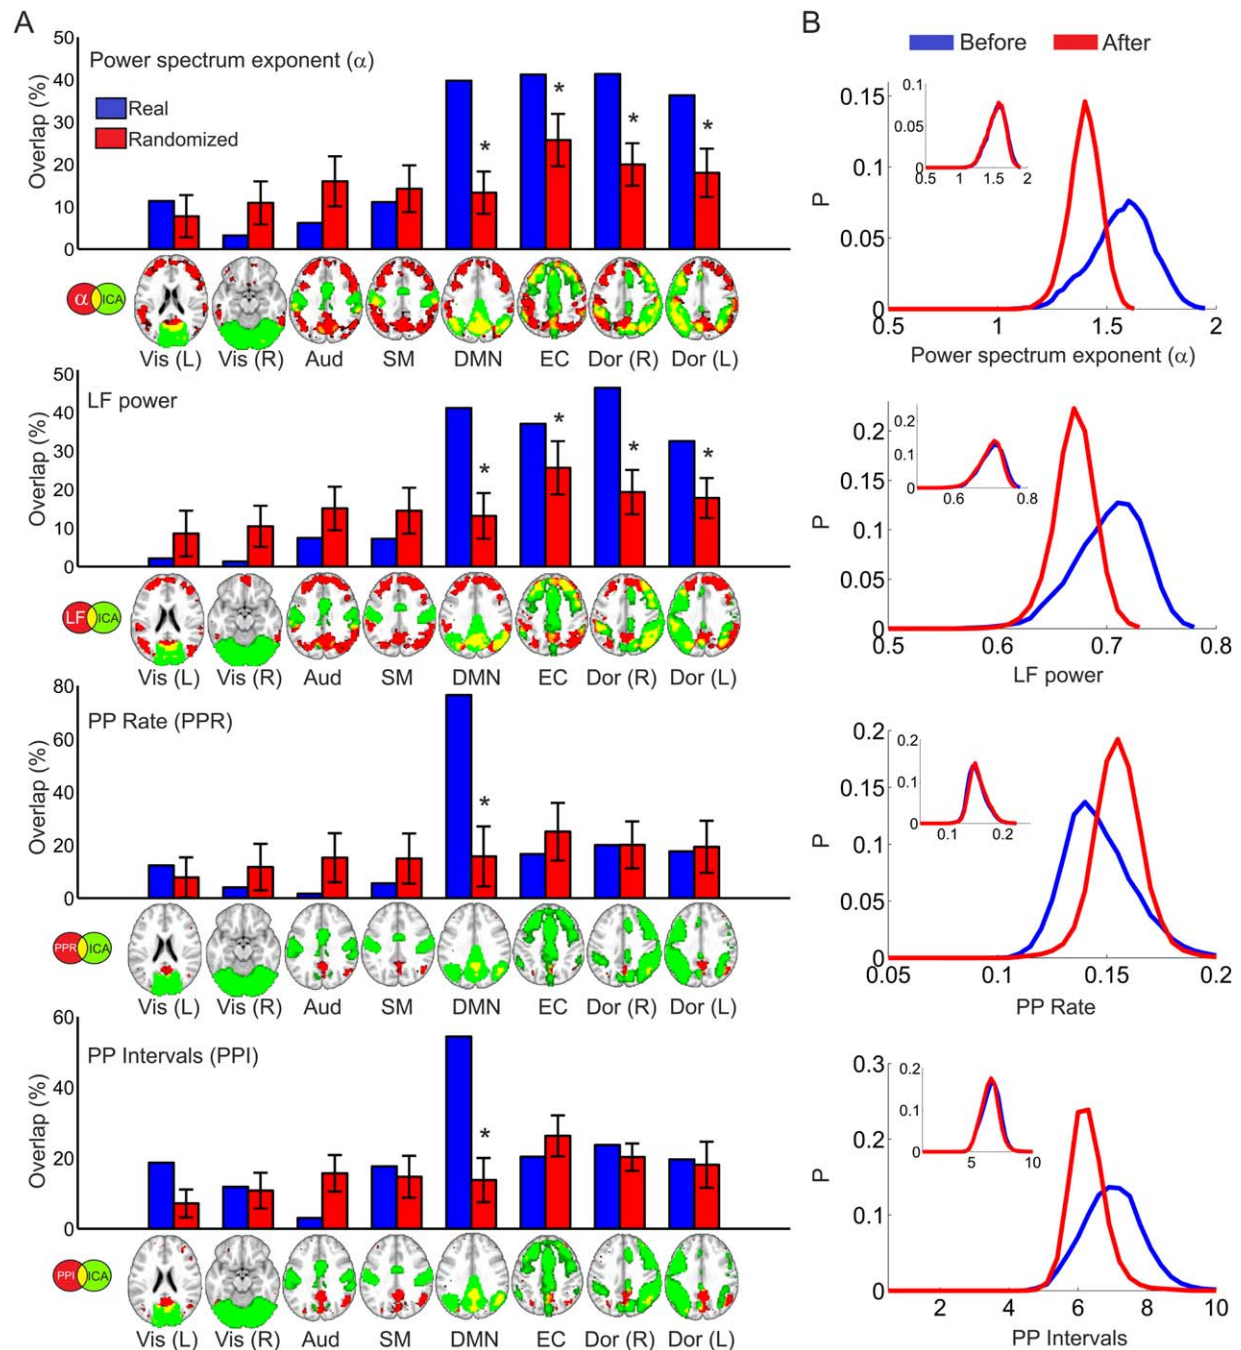 A
Power spectrum exponent (α)
Real
Randomized
Overlap (%)
50
40
30
20
10
0
*
*
*
*
α
ICA
Vis (L) Vis (R) Aud SM DMN EC Dor (R) Dor (L)
LF power
Overlap (%)
50
40
30
20
10
0
*
*
*
*
LF
ICA
Vis (L) Vis (R) Aud SM DMN EC Dor (R) Dor (L)
PP Rate (PPR)
Overlap (%)
80
60
40
20
0
*
PPR
ICA
Vis (L) Vis (R) Aud SM DMN EC Dor (R) Dor (L)
PP Intervals (PPI)
Overlap (%)
60
40
20
0
*
PPI
ICA
Vis (L) Vis (R) Aud SM DMN EC Dor (R) Dor (L)
B
Before After
P
0.15
0.1
0.05
0
0.5 1 1.5 2
Power spectrum exponent (α)
0.1
0.05
0
0.5 1 1.5 2
P
0.2
0.15
0.1
0.05
0
0.5 0.6 0.7 0.8
LF power
0.2
0.1
0
0.6 0.8
P
0.2
0.15
0.1
0.05
0
0.05 0.1 0.15 0.2
PP Rate
0.2
0.1
0
0.1 0.2
P
0.3
0.2
0.1
0
2 4 6 8 10
PP Intervals
0.2
0.1
0
5 10